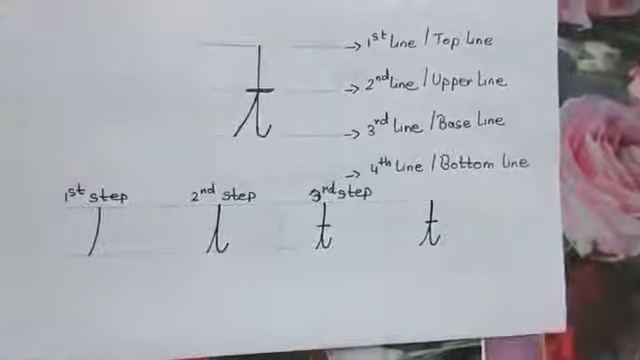 → 1st Line / Top Line
t → 2nd line / Upper Line
→ 3rd Line / Base Line
→ 4th Line / Bottom Line
1st step 2nd step 3rd step
t t